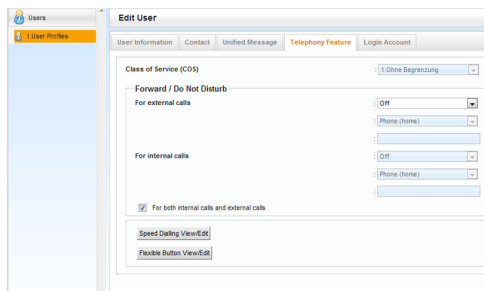 Users
Edit User
1.User Profiles
User Information Contact Unified Message Telephony Feature Login Account
Class of Service (COS) : 1:Ohne Begrenzung
Forward / Do Not Disturb
For external calls : Off
: Phone (home)
:
For internal calls : Off
: Phone (home)
:
For both internal calls and external calls
Speed Dialling View/Edit
Flexible Button View/Edit